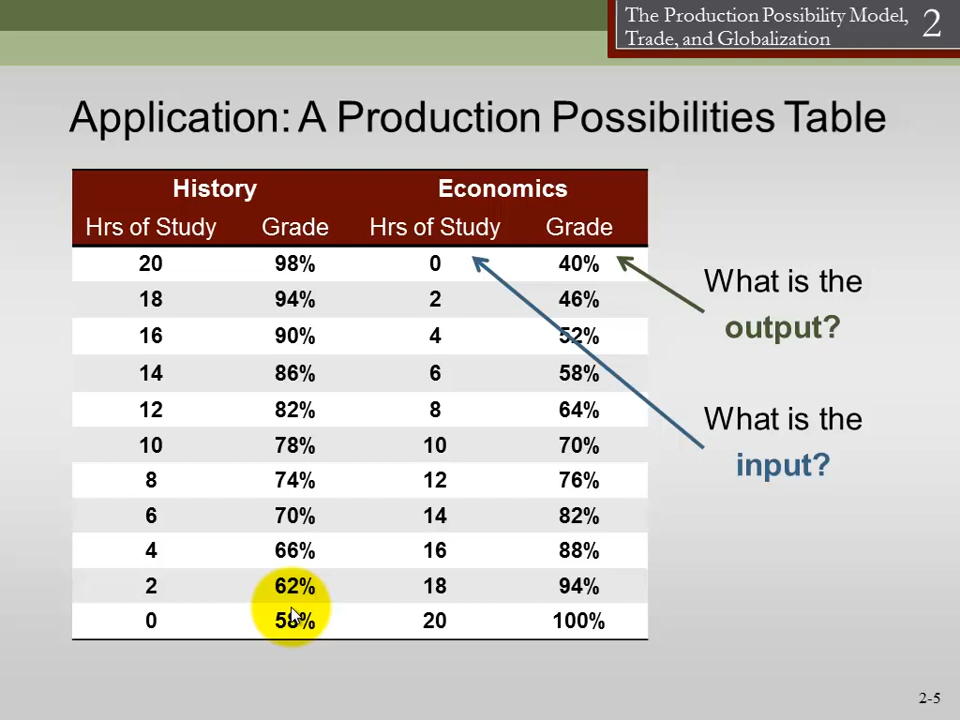 The Production Possibility Model, 2
Trade, and Globalization
Application: A Production Possibilities Table
History Economics
Hrs of Study Grade Hrs of Study Grade
20 98% 0 40%
18 94% 2 46%
16 90% 4 52%
14 86% 6 58%
12 82% 8 64%
10 78% 10 70%
8 74% 12 76%
6 70% 14 82%
4 66% 16 88%
2 62% 18 94%
0 58% 20 100%
What is the
output?
What is the
input?
2-5